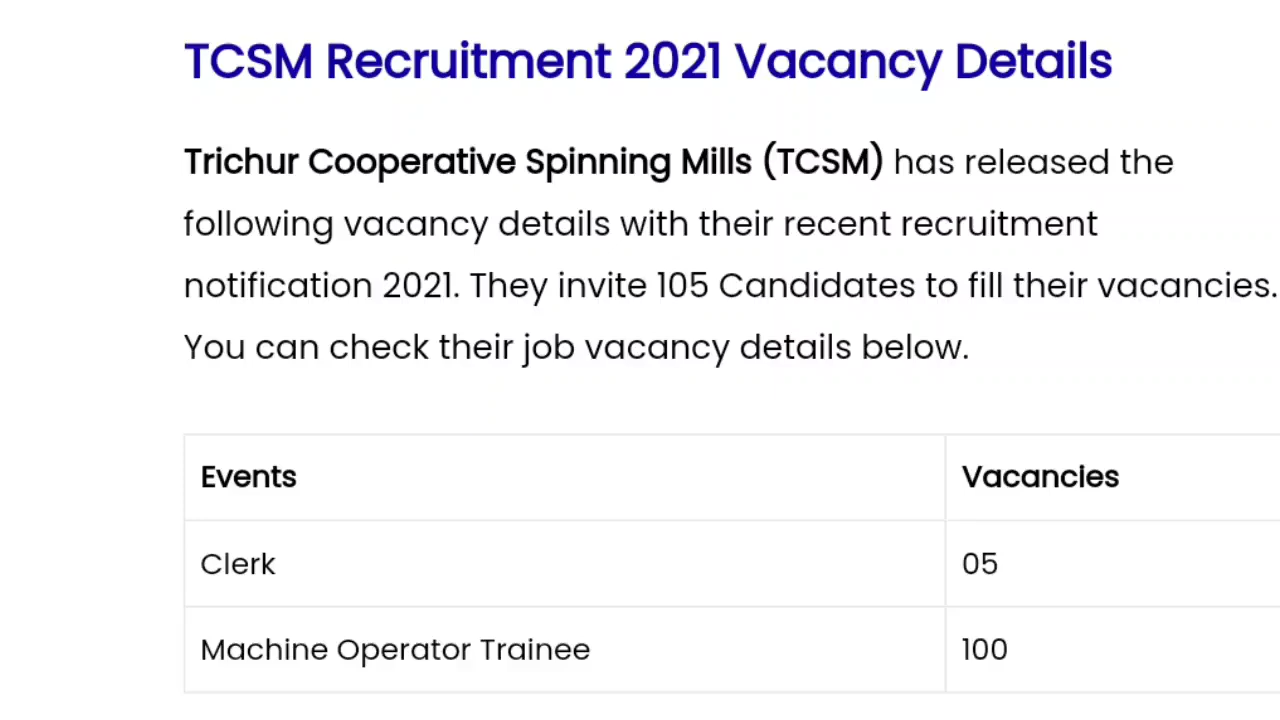 TCSM Recruitment 2021 Vacancy Details
Trichur Cooperative Spinning Mills (TCSM) has released the
following vacancy details with their recent recruitment
notification 2021. They invite 105 Candidates to fill their vacancies.
You can check their job vacancy details below.
Events Vacancies
Clerk 05
Machine Operator Trainee 100